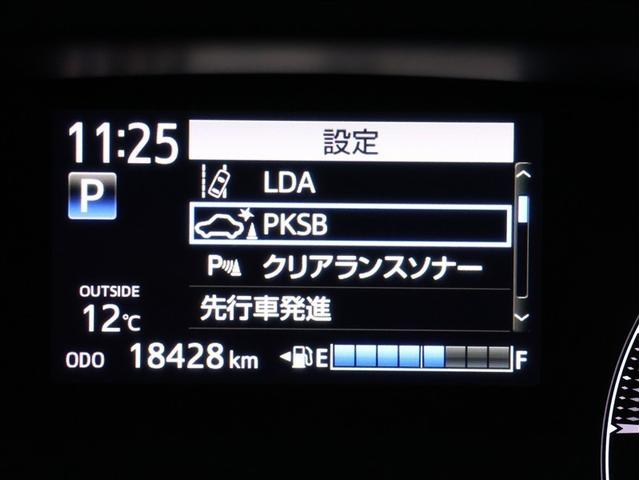 11:25
設定
LDA
P
PKSB
P クリアランスソナー
OUTSIDE
先行車発進
12℃
ODO 18428 km E F